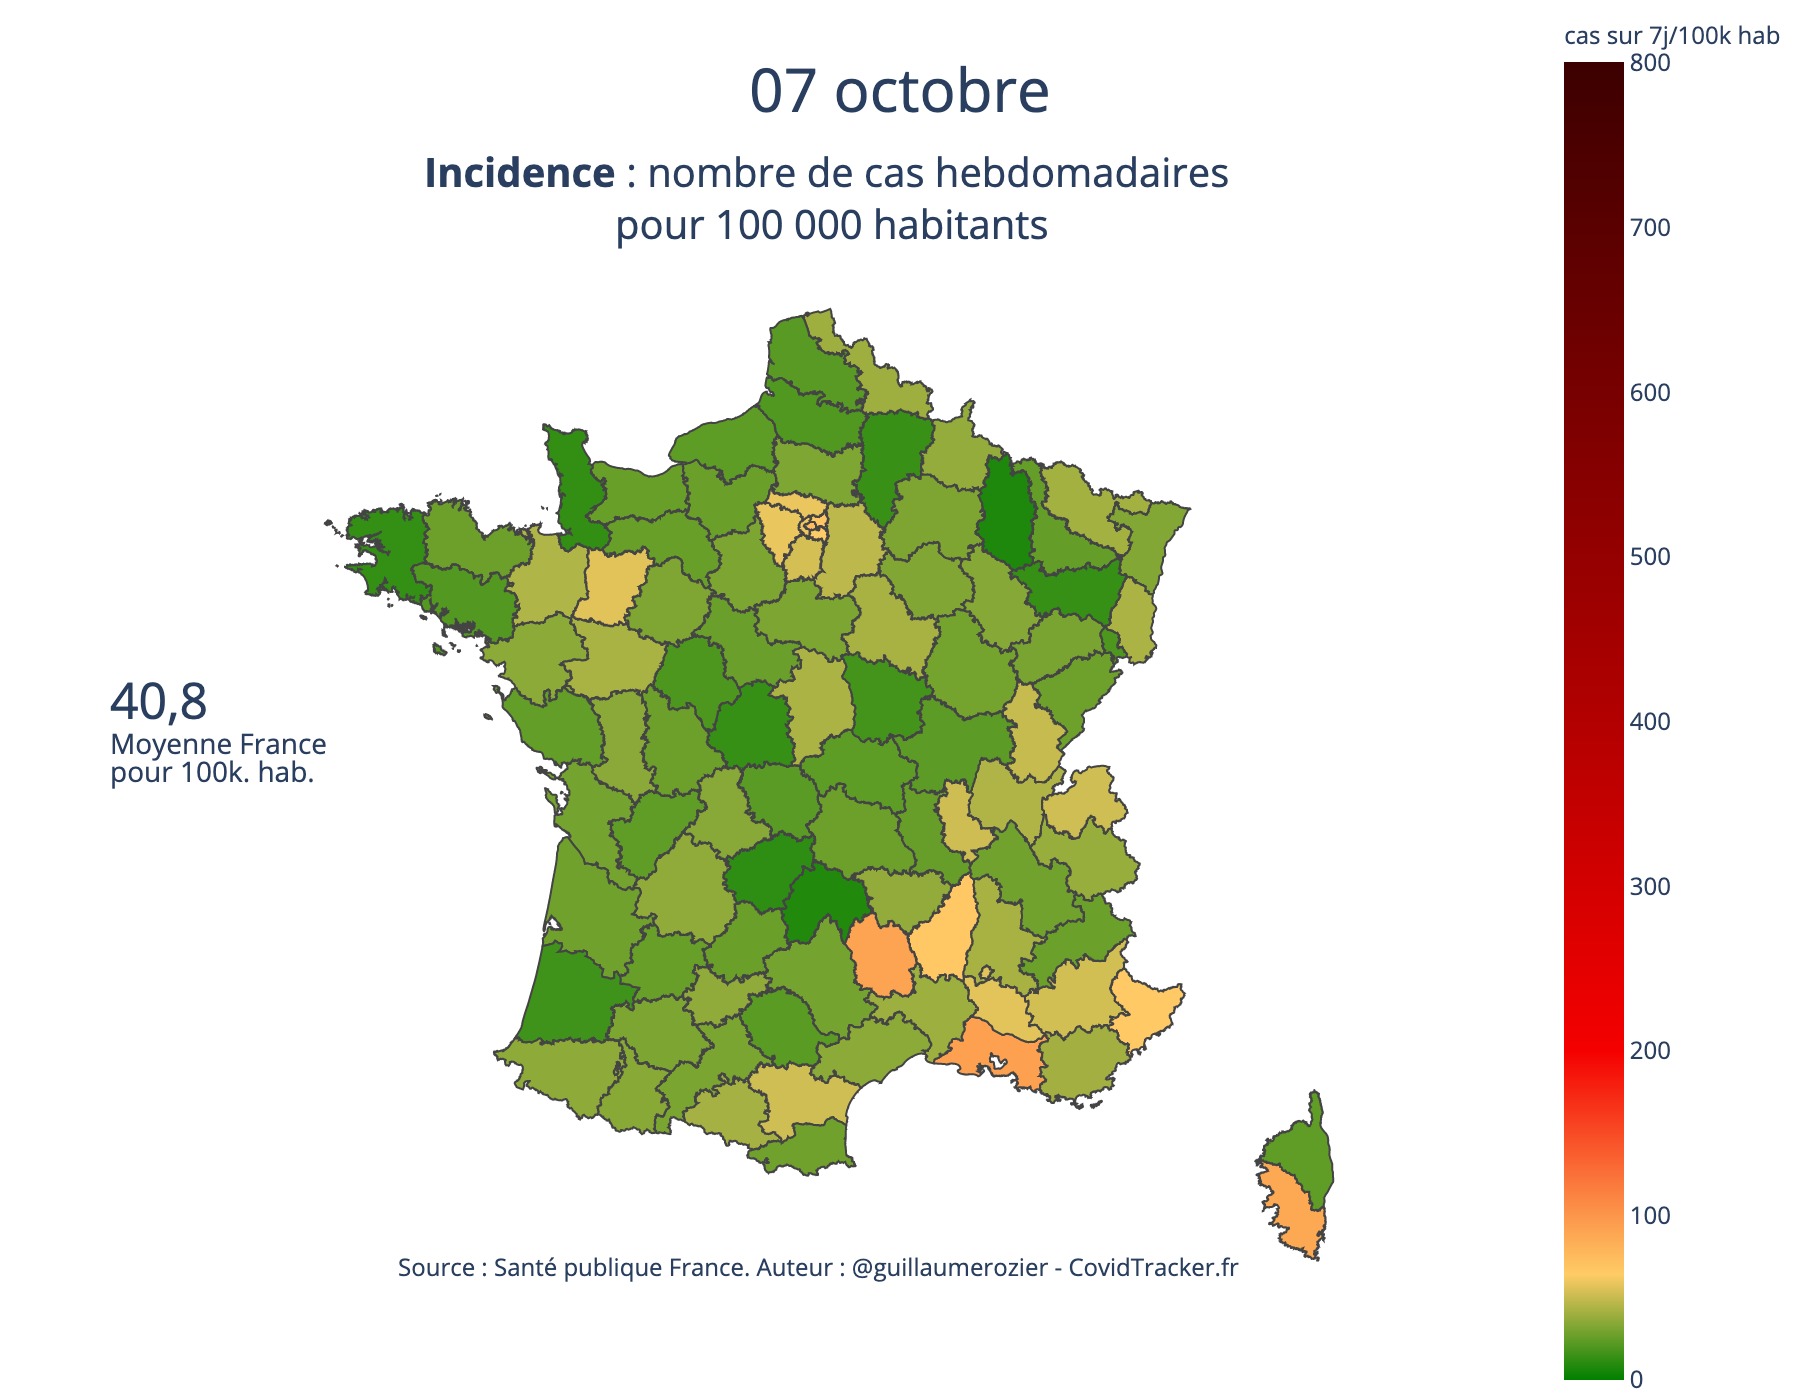 cas sur 7j/100k hab
07 octobre
Incidence : nombre de cas hebdomadaires
pour 100 000 habitants
800
700
600
500
400
300
200
100
0
40,8
Moyenne France
pour 100k. hab.
Source : Santé publique France. Auteur : @guillaumerozier - CovidTracker.fr